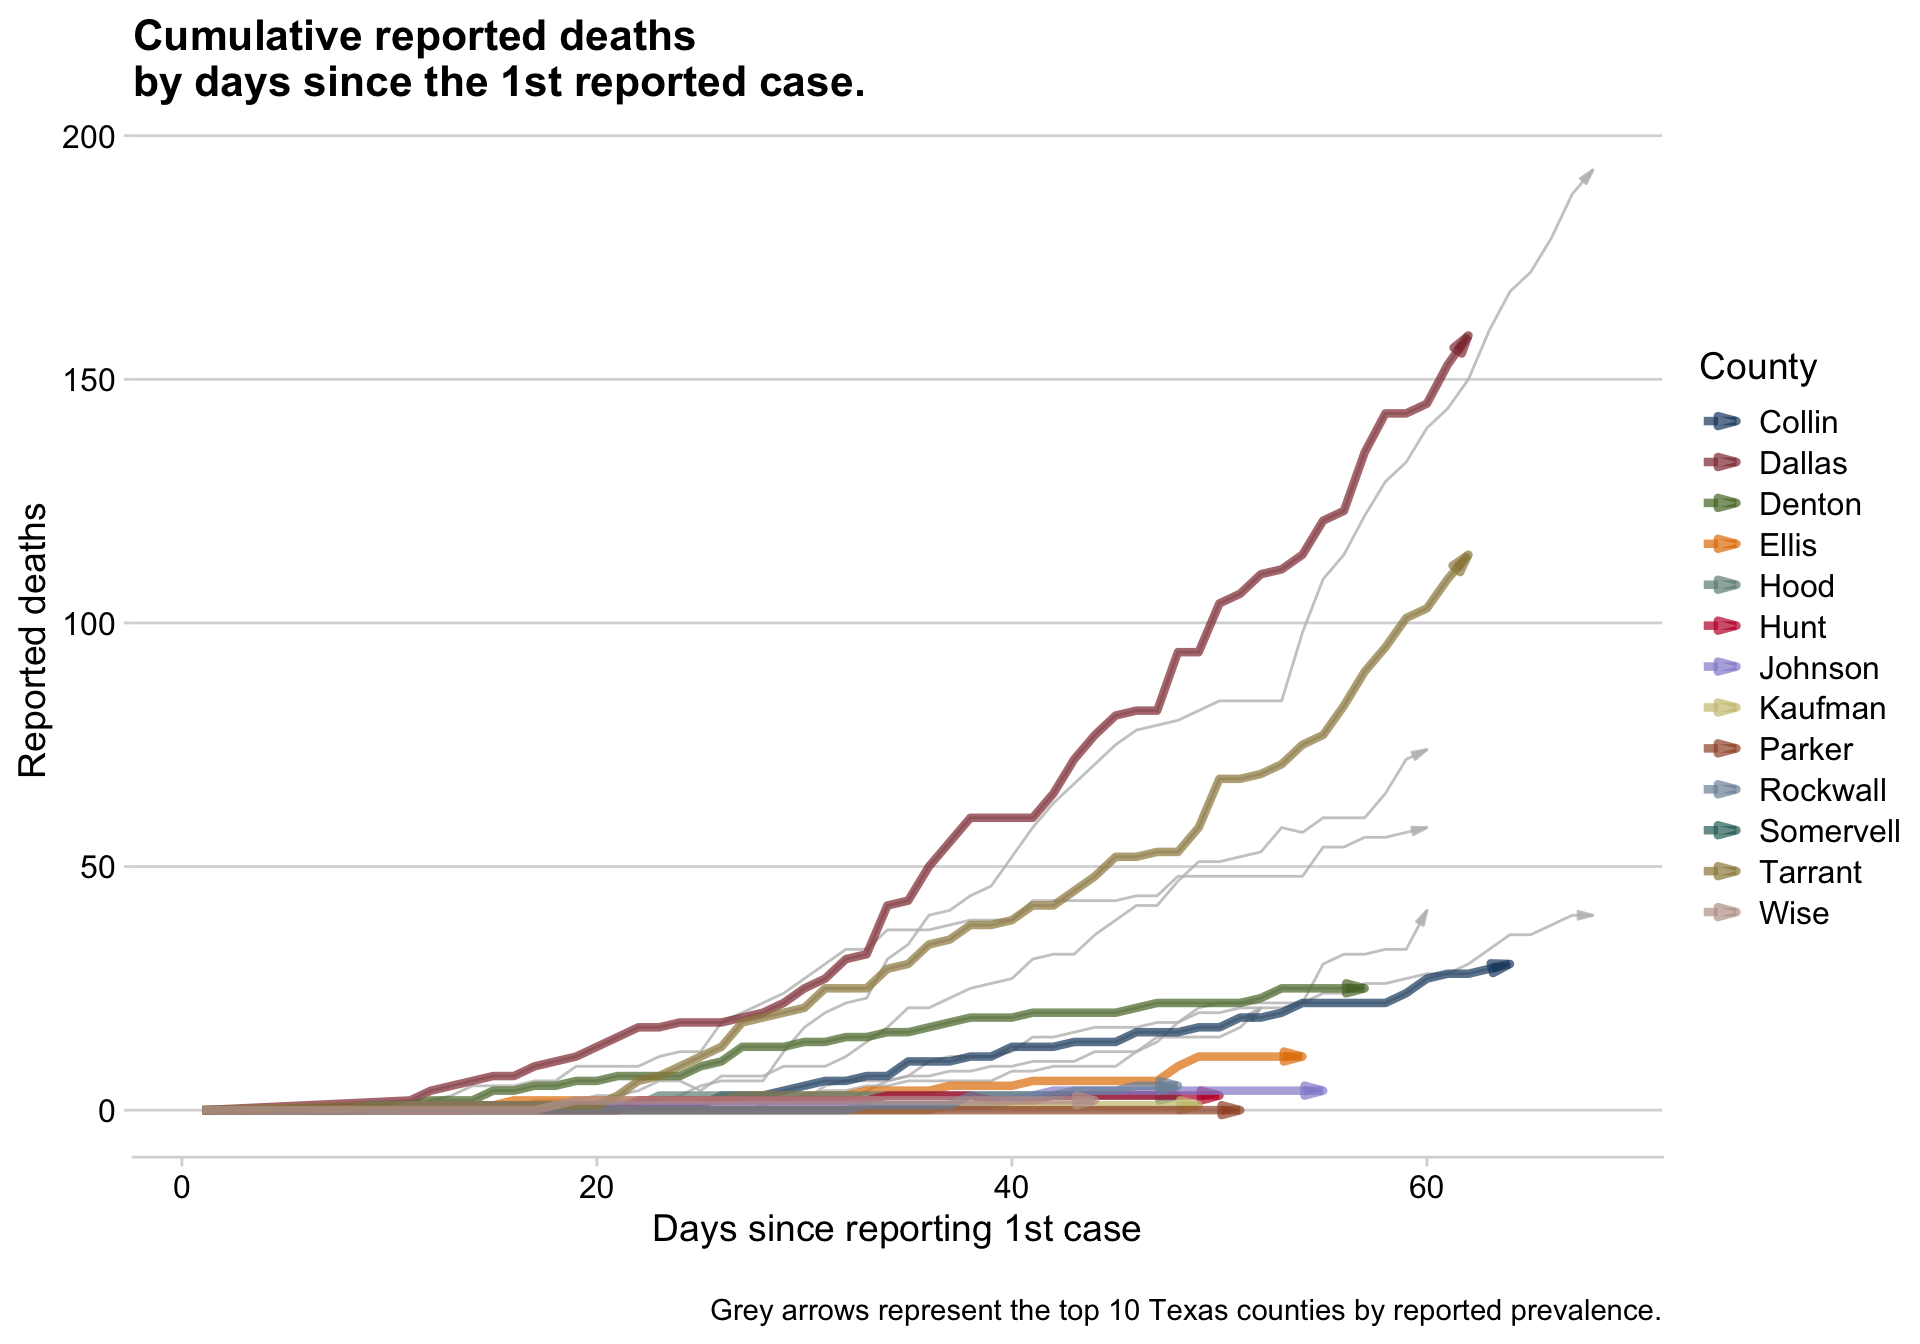 Cumulative reported deaths
by days since the 1st reported case.
200
150
100
50
0
Reported deaths
0 20 40 60
Days since reporting 1st case
County
Collin
Dallas
Denton
Ellis
Hood
Hunt
Johnson
Kaufman
Parker
Rockwall
Somervell
Tarrant
Wise
Grey arrows represent the top 10 Texas counties by reported prevalence.